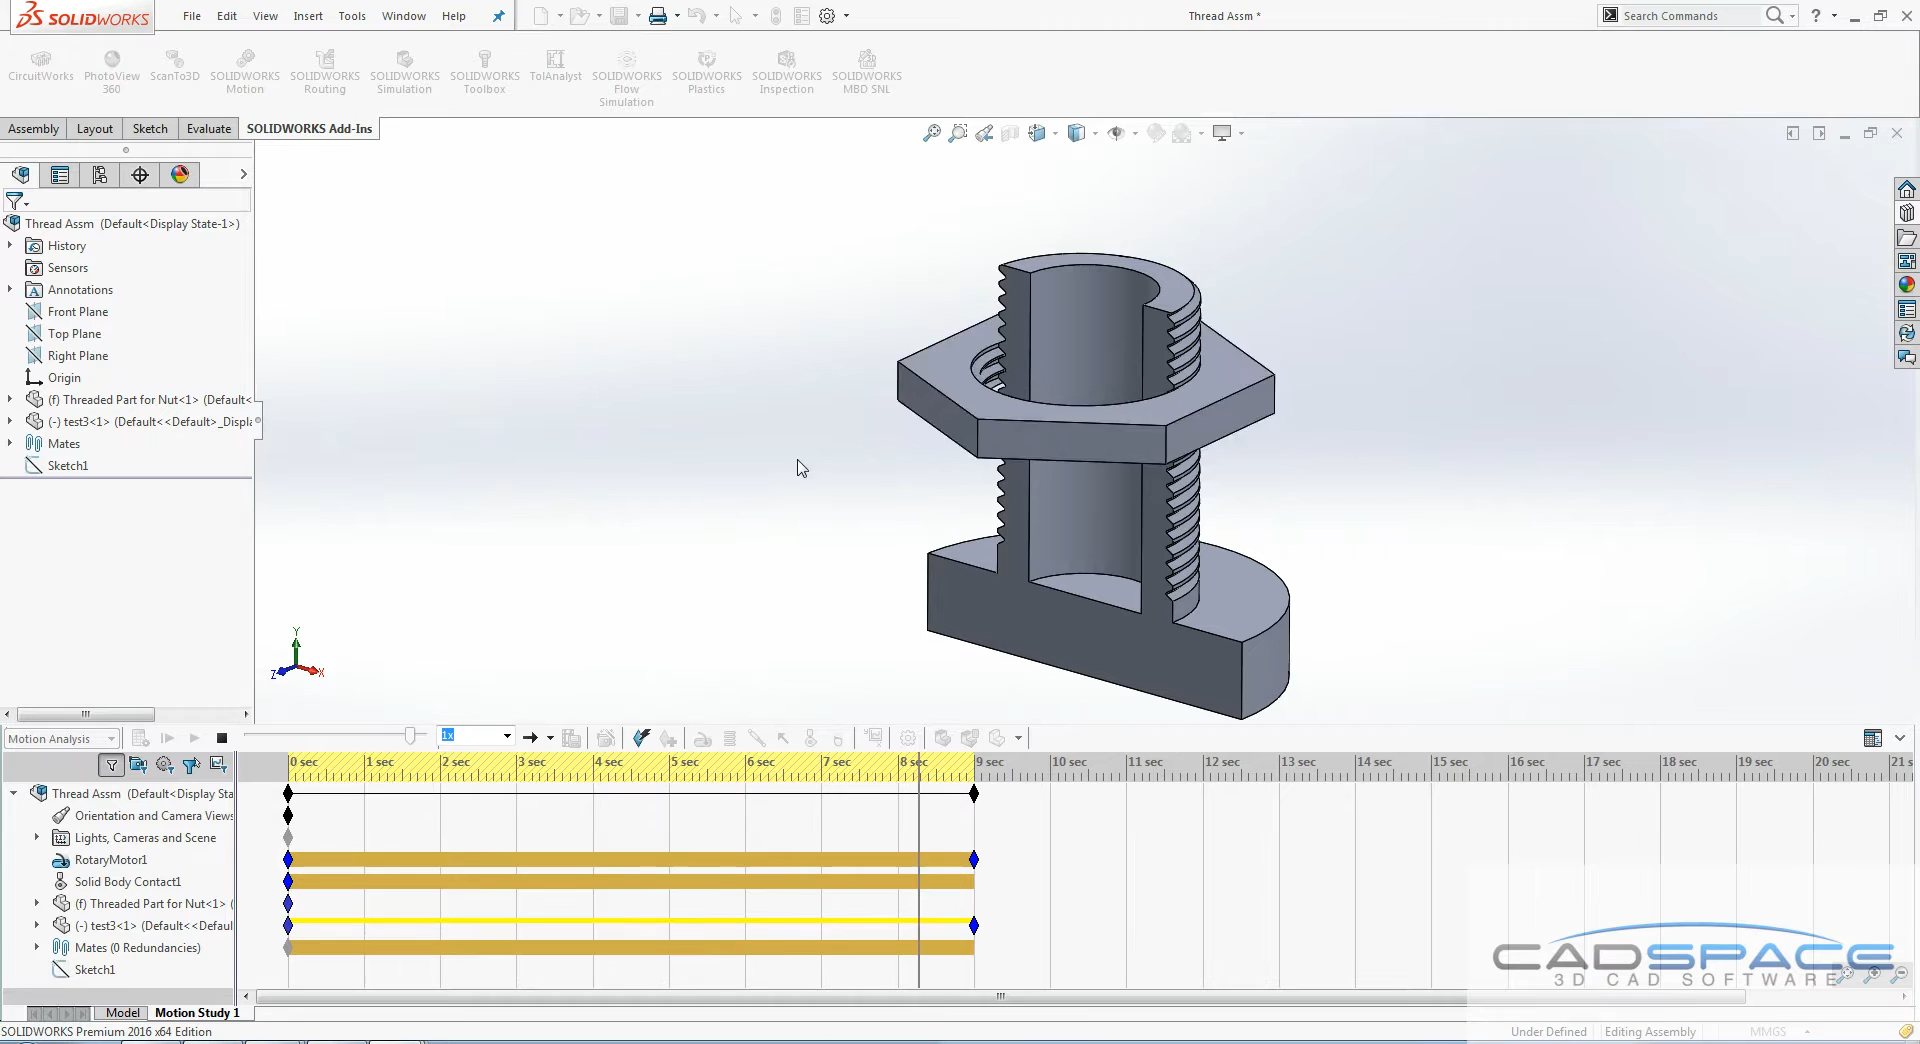 SOLIDWORKS
File Edit View Insert Tools Window Help
Thread Assm *
Search Commands
?
CircuitWorks
PhotoView 360
ScanTo3D
SOLIDWORKS Motion
SOLIDWORKS Routing
SOLIDWORKS Simulation
SOLIDWORKS Toolbox
TolAnalyst
SOLIDWORKS Flow Simulation
SOLIDWORKS Plastics
SOLIDWORKS Inspection
SOLIDWORKS MBD SNL
Assembly Layout Sketch Evaluate SOLIDWORKS Add-Ins
Thread Assm (Default<Display State-1>)
History
Sensors
Annotations
Front Plane
Top Plane
Right Plane
Origin
(f) Threaded Part for Nut<1> (Default<
(-) test3<1> (Default<<Default>_Displa
Mates
Sketch1
Y
Z X
Motion Analysis
1x
0 sec 1 sec 2 sec 3 sec 4 sec 5 sec 6 sec 7 sec 8 sec 9 sec 10 sec 11 sec 12 sec 13 sec 14 sec 15 sec 16 sec 17 sec 18 sec 19 sec 20 sec 21 s
Thread Assm (Default<Display Sta
Orientation and Camera Views
Lights, Cameras and Scene
RotaryMotor1
Solid Body Contact1
(f) Threaded Part for Nut<1> (
(-) test3<1> (Default<<Defaul
Mates (0 Redundancies)
Sketch1
CADSPACE
3D CAD SOFTWARE
Model Motion Study 1
SOLIDWORKS Premium 2016 x64 Edition
Under Defined Editing Assembly MMGS